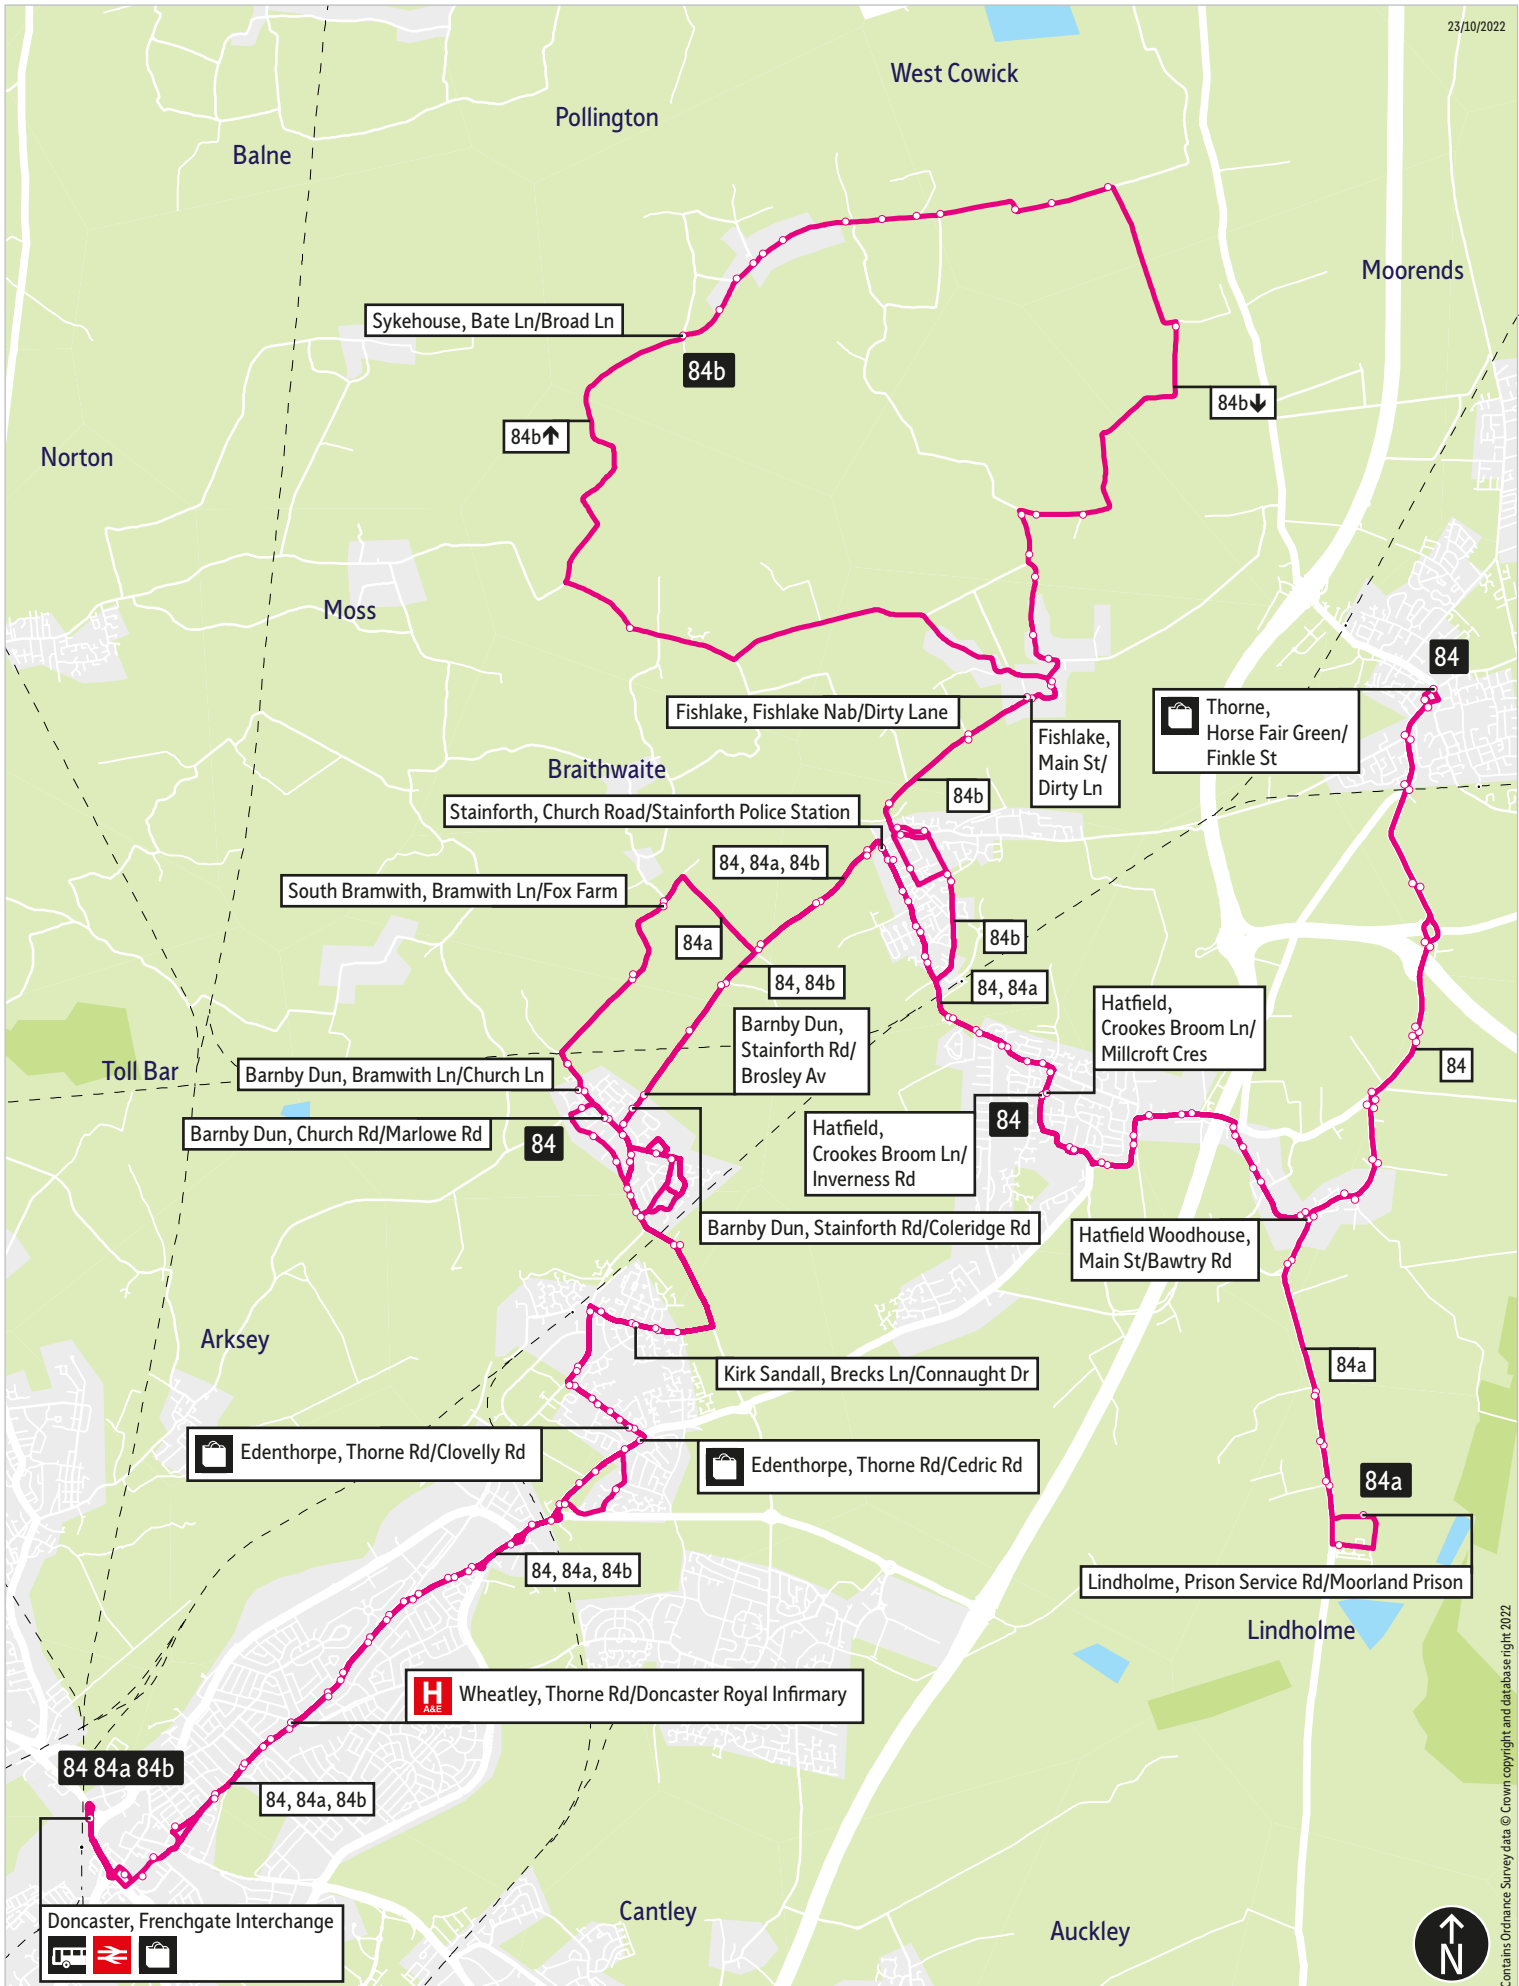 23/10/2022
West Cowick
Pollington
Balne
Moorends
Sykehouse, Bate Ln/Broad Ln
84b
84b
84b
Norton
Moss
84
Fishlake, Fishlake Nab/Dirty Lane
Thorne,
Horse Fair Green/
Finkle St
Fishlake,
Main St/
Dirty Ln
Braithwaite
84b
Stainforth, Church Road/Stainforth Police Station
84, 84a, 84b
South Bramwith, Bramwith Ln/Fox Farm
84a
84b
84, 84b
84, 84a
Hatfield,
Crookes Broom Ln/
Millcroft Cres
Barnby Dun,
Stainforth Rd/
Brosley Av
84
Toll Bar
Barnby Dun, Bramwith Ln/Church Ln
Barnby Dun, Church Rd/Marlowe Rd
84
84
Hatfield,
Crookes Broom Ln/
Inverness Rd
Barnby Dun, Stainforth Rd/Coleridge Rd
Hatfield Woodhouse,
Main St/Bawtry Rd
Arksey
84a
Kirk Sandall, Brecks Ln/Connaught Dr
Edenthorpe, Thorne Rd/Clovelly Rd
Edenthorpe, Thorne Rd/Cedric Rd
84a
84, 84a, 84b
Lindholme, Prison Service Rd/Moorland Prison
Lindholme
H
A&E
Wheatley, Thorne Rd/Doncaster Royal Infirmary
84 84a 84b
84, 84a, 84b
Doncaster, Frenchgate Interchange
Cantley
Auckley
N
Contains Ordnance Survey data © Crown copyright and database right 2022